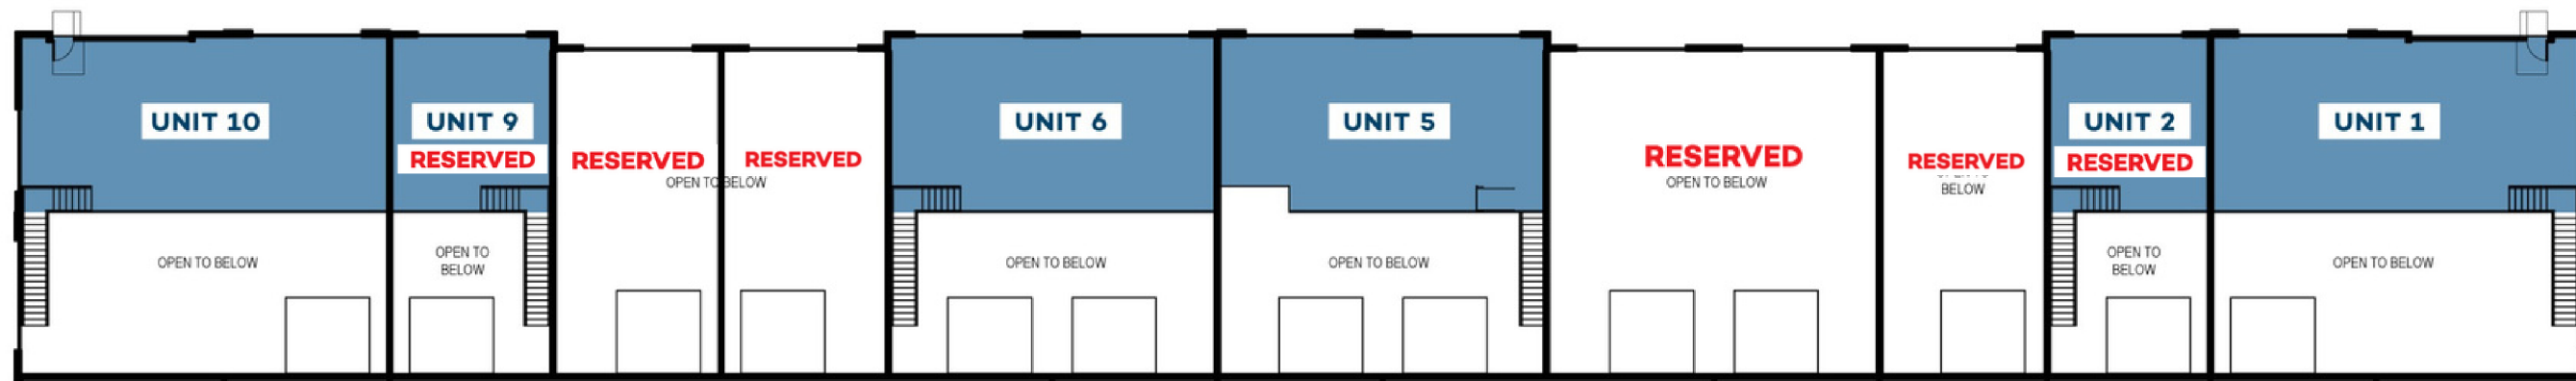 UNIT 10
OPEN TO BELOW
UNIT 9
RESERVED
OPEN TO
BELOW
RESERVED
RESERVED
OPEN TO BELOW
UNIT 6
OPEN TO BELOW
UNIT 5
OPEN TO BELOW
RESERVED
OPEN TO BELOW
RESERVED
BELOW
UNIT 2
RESERVED
OPEN TO
BELOW
UNIT 1
OPEN TO BELOW